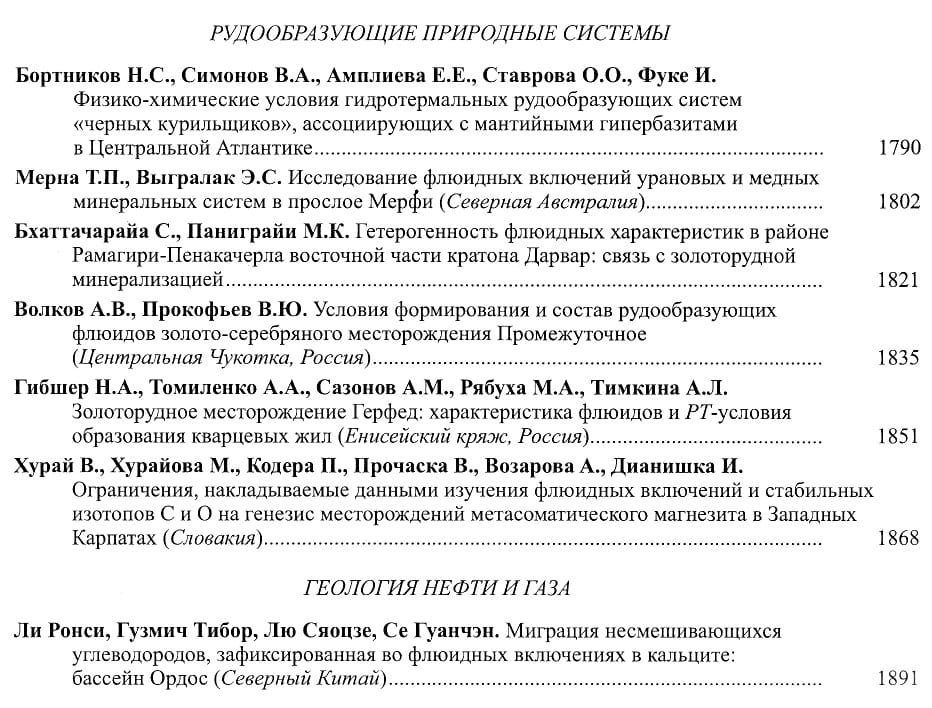 РУДООБРАЗУЮЩИЕ ПРИРОДНЫЕ СИСТЕМЫ
Бортников Н.С., Симонов В.А., Амплиева Е.Е., Ставрова О.О., Фуке И.
Физико-химические условия гидротермальных рудообразующих систем
«черных курильщиков», ассоциирующих с мантийными гипербазитами
в Центральной Атлантике.......................................................................................... 1790
Мерна Т.П., Выгралак Э.С. Исследование флюидных включений урановых и медных
минеральных систем в прослое Мерфи (Северная Австралия)............................... 1802
Бхаттачарайа С., Паниграйи М.К. Гетерогенность флюидных характеристик в районе
Рамагири-Пенакачерла восточной части кратона Дарвар: связь с золоторудной
минерализацией......................................................................................................... 1821
Волков А.В., Прокофьев В.Ю. Условия формирования и состав рудообразующих
флюидов золото-серебряного месторождения Промежуточное
(Центральная Чукотка, Россия)............................................................................... 1835
Гибшер Н.А., Томиленко А.А., Сазонов А.М., Рябуха М.А., Тимкина А.Л.
Золоторудное месторождение Герфед: характеристика флюидов и РТ-условия
образования кварцевых жил (Енисейский кряж, Россия)........................................ 1851
Хурай В., Хурайова М., Кодера П., Прочаска В., Возарова А., Дианишка И.
Ограничения, накладываемые данными изучения флюидных включений и стабильных
изотопов С и О на генезис месторождений метасоматического магнезита в Западных
Карпатах (Словакия).................................................................................................. 1868
ГЕОЛОГИЯ НЕФТИ И ГАЗА
Ли Ронси, Гузмич Тибор, Лю Сяоцзе, Се Гуанчэн. Миграция несмешивающихся
углеводородов, зафиксированная во флюидных включениях в кальците:
бассейн Ордос (Северный Китай)............................................................................ 1891